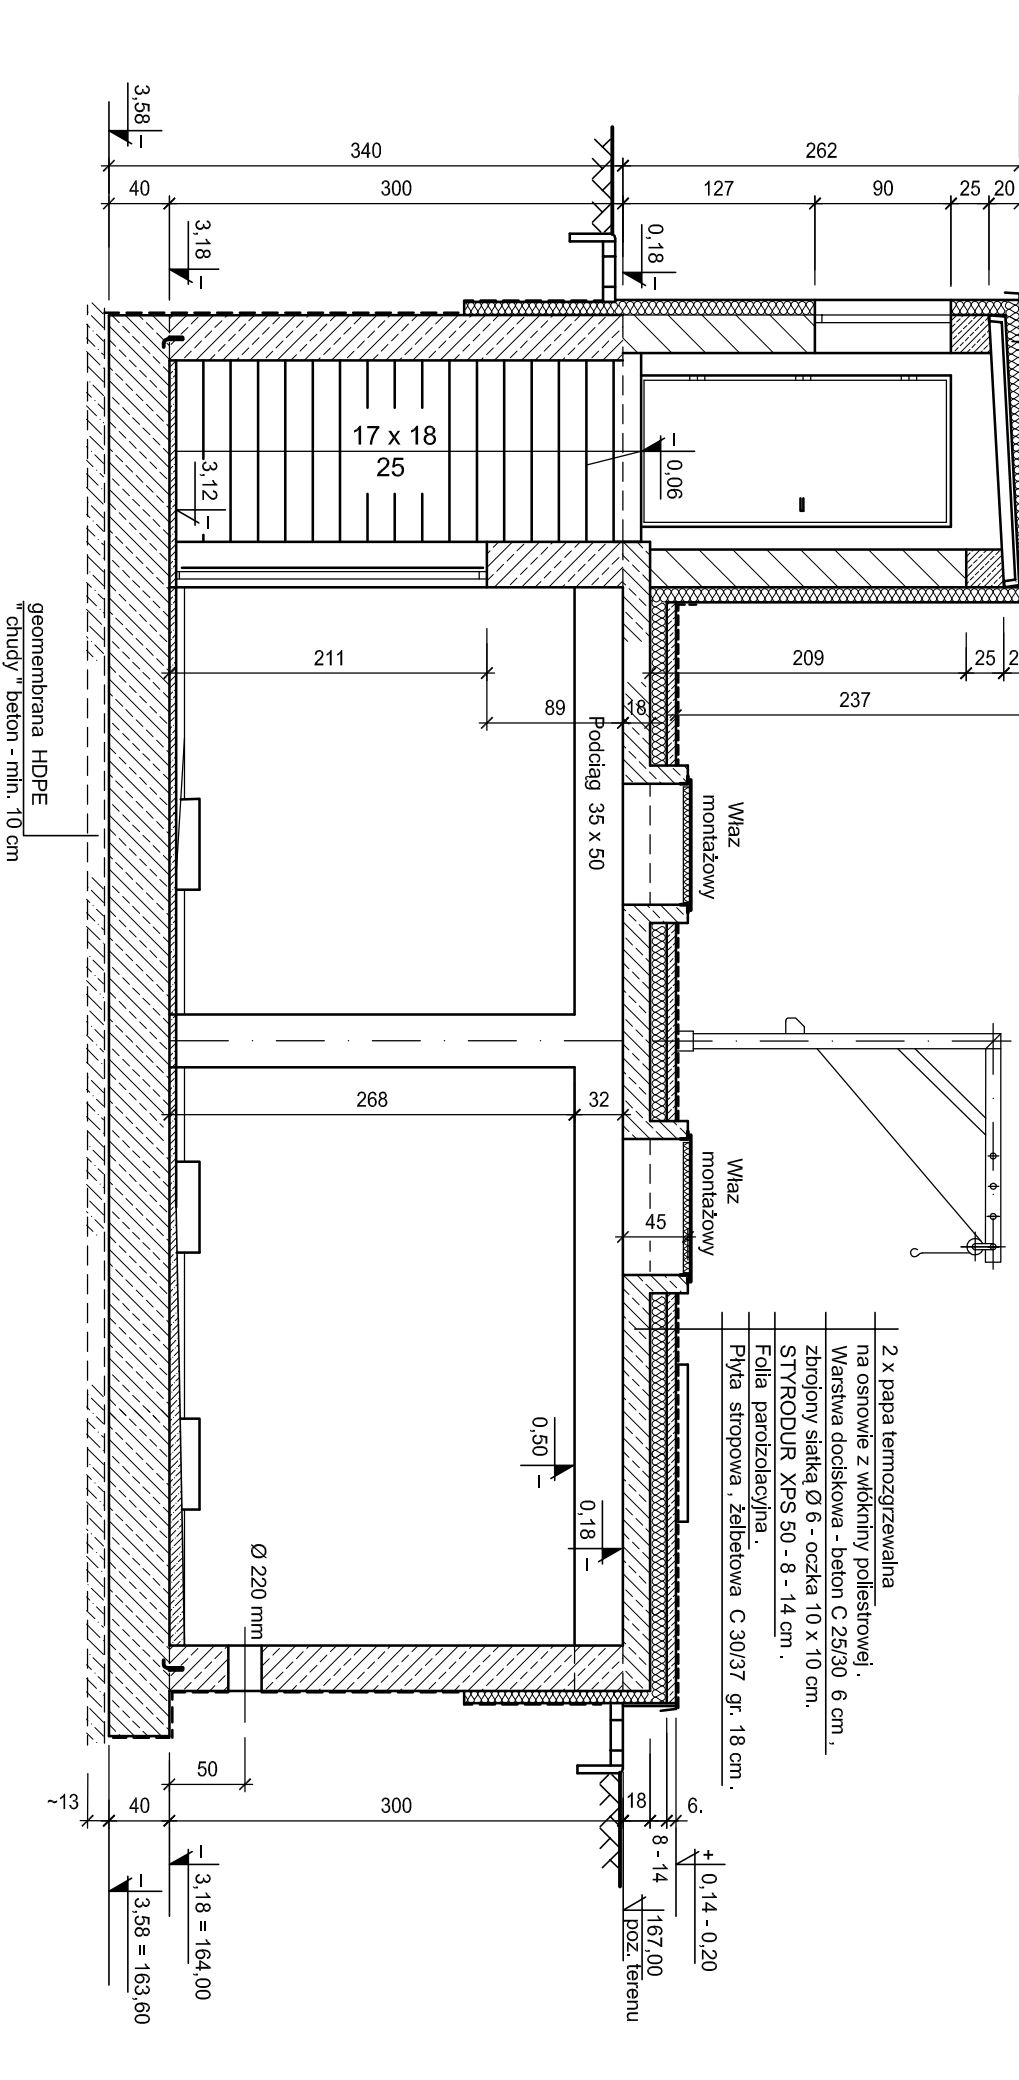 3,58
–
340
262
40
300
127
90
25
20
3,18
–
0,18
–
17 x 18
25
3,12
–
–
0,06
geomembrana HDPE
" chudy " beton - min. 10 cm
211
89
18
209
25
2
237
Podciąg 35 x 50
Właz
montażowy
268
32
Właz
montażowy
45
2 x papa termozgrzewalna
na osnowie z włókniny poliestrowej .
Warstwa dociskowa - beton C 25/30 6 cm ,
zbrojony siatką Ø 6 - oczka 10 x 10 cm.
STYRODUR XPS 50 - 8 - 14 cm .
Folia paroizolacyjna .
Płyta stropowa , żelbetowa C 30/37 gr. 18 cm .
0,50
–
0,18
–
Ø 220 mm
50
~13
40
300
18
8 - 14
6.
+ 0,14 - 0,20
167,00
poz. terenu
– 3,18 = 164,00
– 3,58 = 163,60